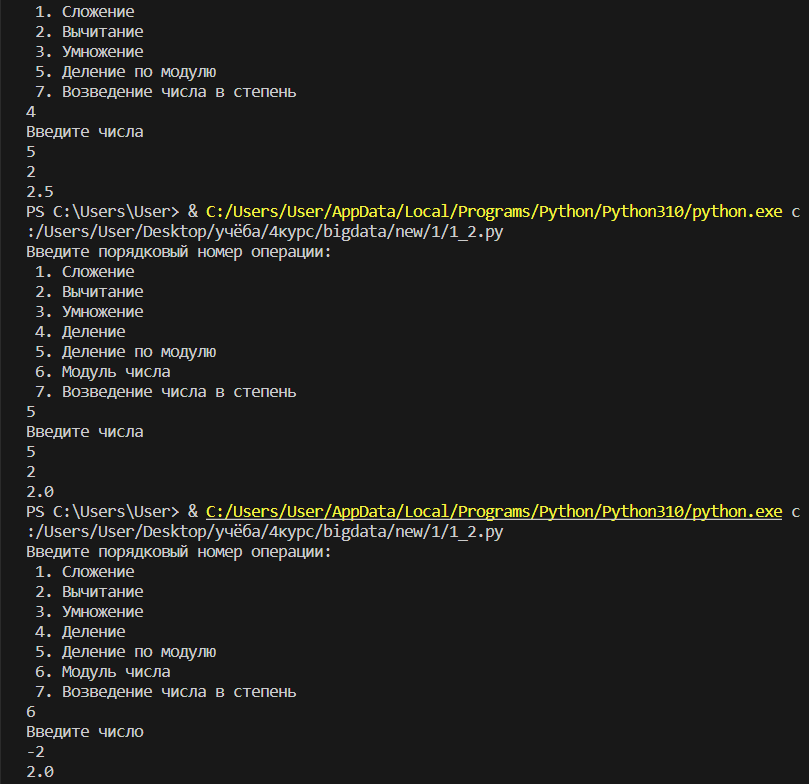 1. Сложение
2. Вычитание
3. Умножение
5. Деление по модулю
7. Возведение числа в степень
4
Введите числа
5
2
2.5
PS C:\Users\User> & C:/Users/User/AppData/Local/Programs/Python/Python310/python.exe c
:/Users/User/Desktop/учёба/4курс/bigdata/new/1/1_2.py
Введите порядковый номер операции:
1. Сложение
2. Вычитание
3. Умножение
4. Деление
5. Деление по модулю
6. Модуль числа
7. Возведение числа в степень
5
Введите числа
5
2
2.0
PS C:\Users\User> & C:/Users/User/AppData/Local/Programs/Python/Python310/python.exe c
:/Users/User/Desktop/учёба/4курс/bigdata/new/1/1_2.py
Введите порядковый номер операции:
1. Сложение
2. Вычитание
3. Умножение
4. Деление
5. Деление по модулю
6. Модуль числа
7. Возведение числа в степень
6
Введите число
-2
2.0